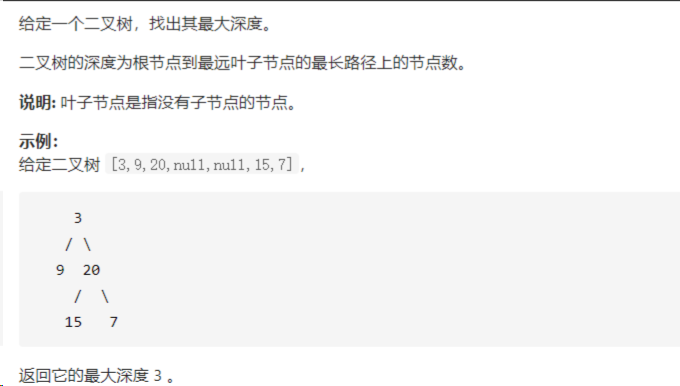 给定一个二叉树，找出其最大深度。
二叉树的深度为根节点到最远叶子节点的最长路径上的节点数。
说明: 叶子节点是指没有子节点的节点。
示例：
给定二叉树 [3,9,20,null,null,15,7]，
3
/ \
9  20
/  \
15   7
返回它的最大深度 3 。